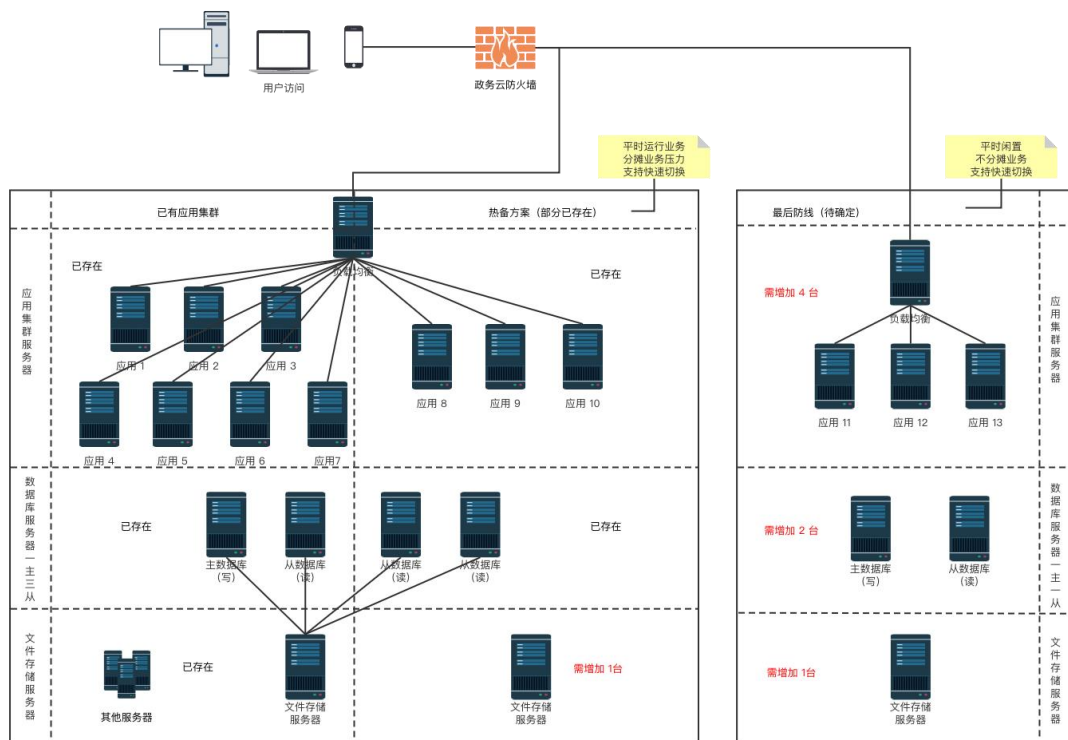 用户访问
政务云防火墙
平时运行业务
分摊业务压力
支持快速切换
平时闲置
不分摊业务
支持快速切换
已有应用集群
热备方案（部分已存在）
最后防线（待确定）
负载均衡
已存在
已存在
应用集群服务器
应用 1
应用 2
应用 3
应用 4
应用 5
应用 6
应用7
应用 8
应用 9
应用 10
需增加 4 台
负载均衡
应用 11
应用 12
应用 13
应用集群服务器
数据库服务器一主三从
已存在
主数据库
(写)
从数据库
(读)
从数据库
(读)
从数据库
(读)
已存在
需增加 2 台
主数据库
(写)
从数据库
(读)
数据库服务器一主一从
文件存储服务器
其他服务器
已存在
文件存储
服务器
需增加 1台
文件存储
服务器
需增加 1台
文件存储
服务器
文件存储服务器